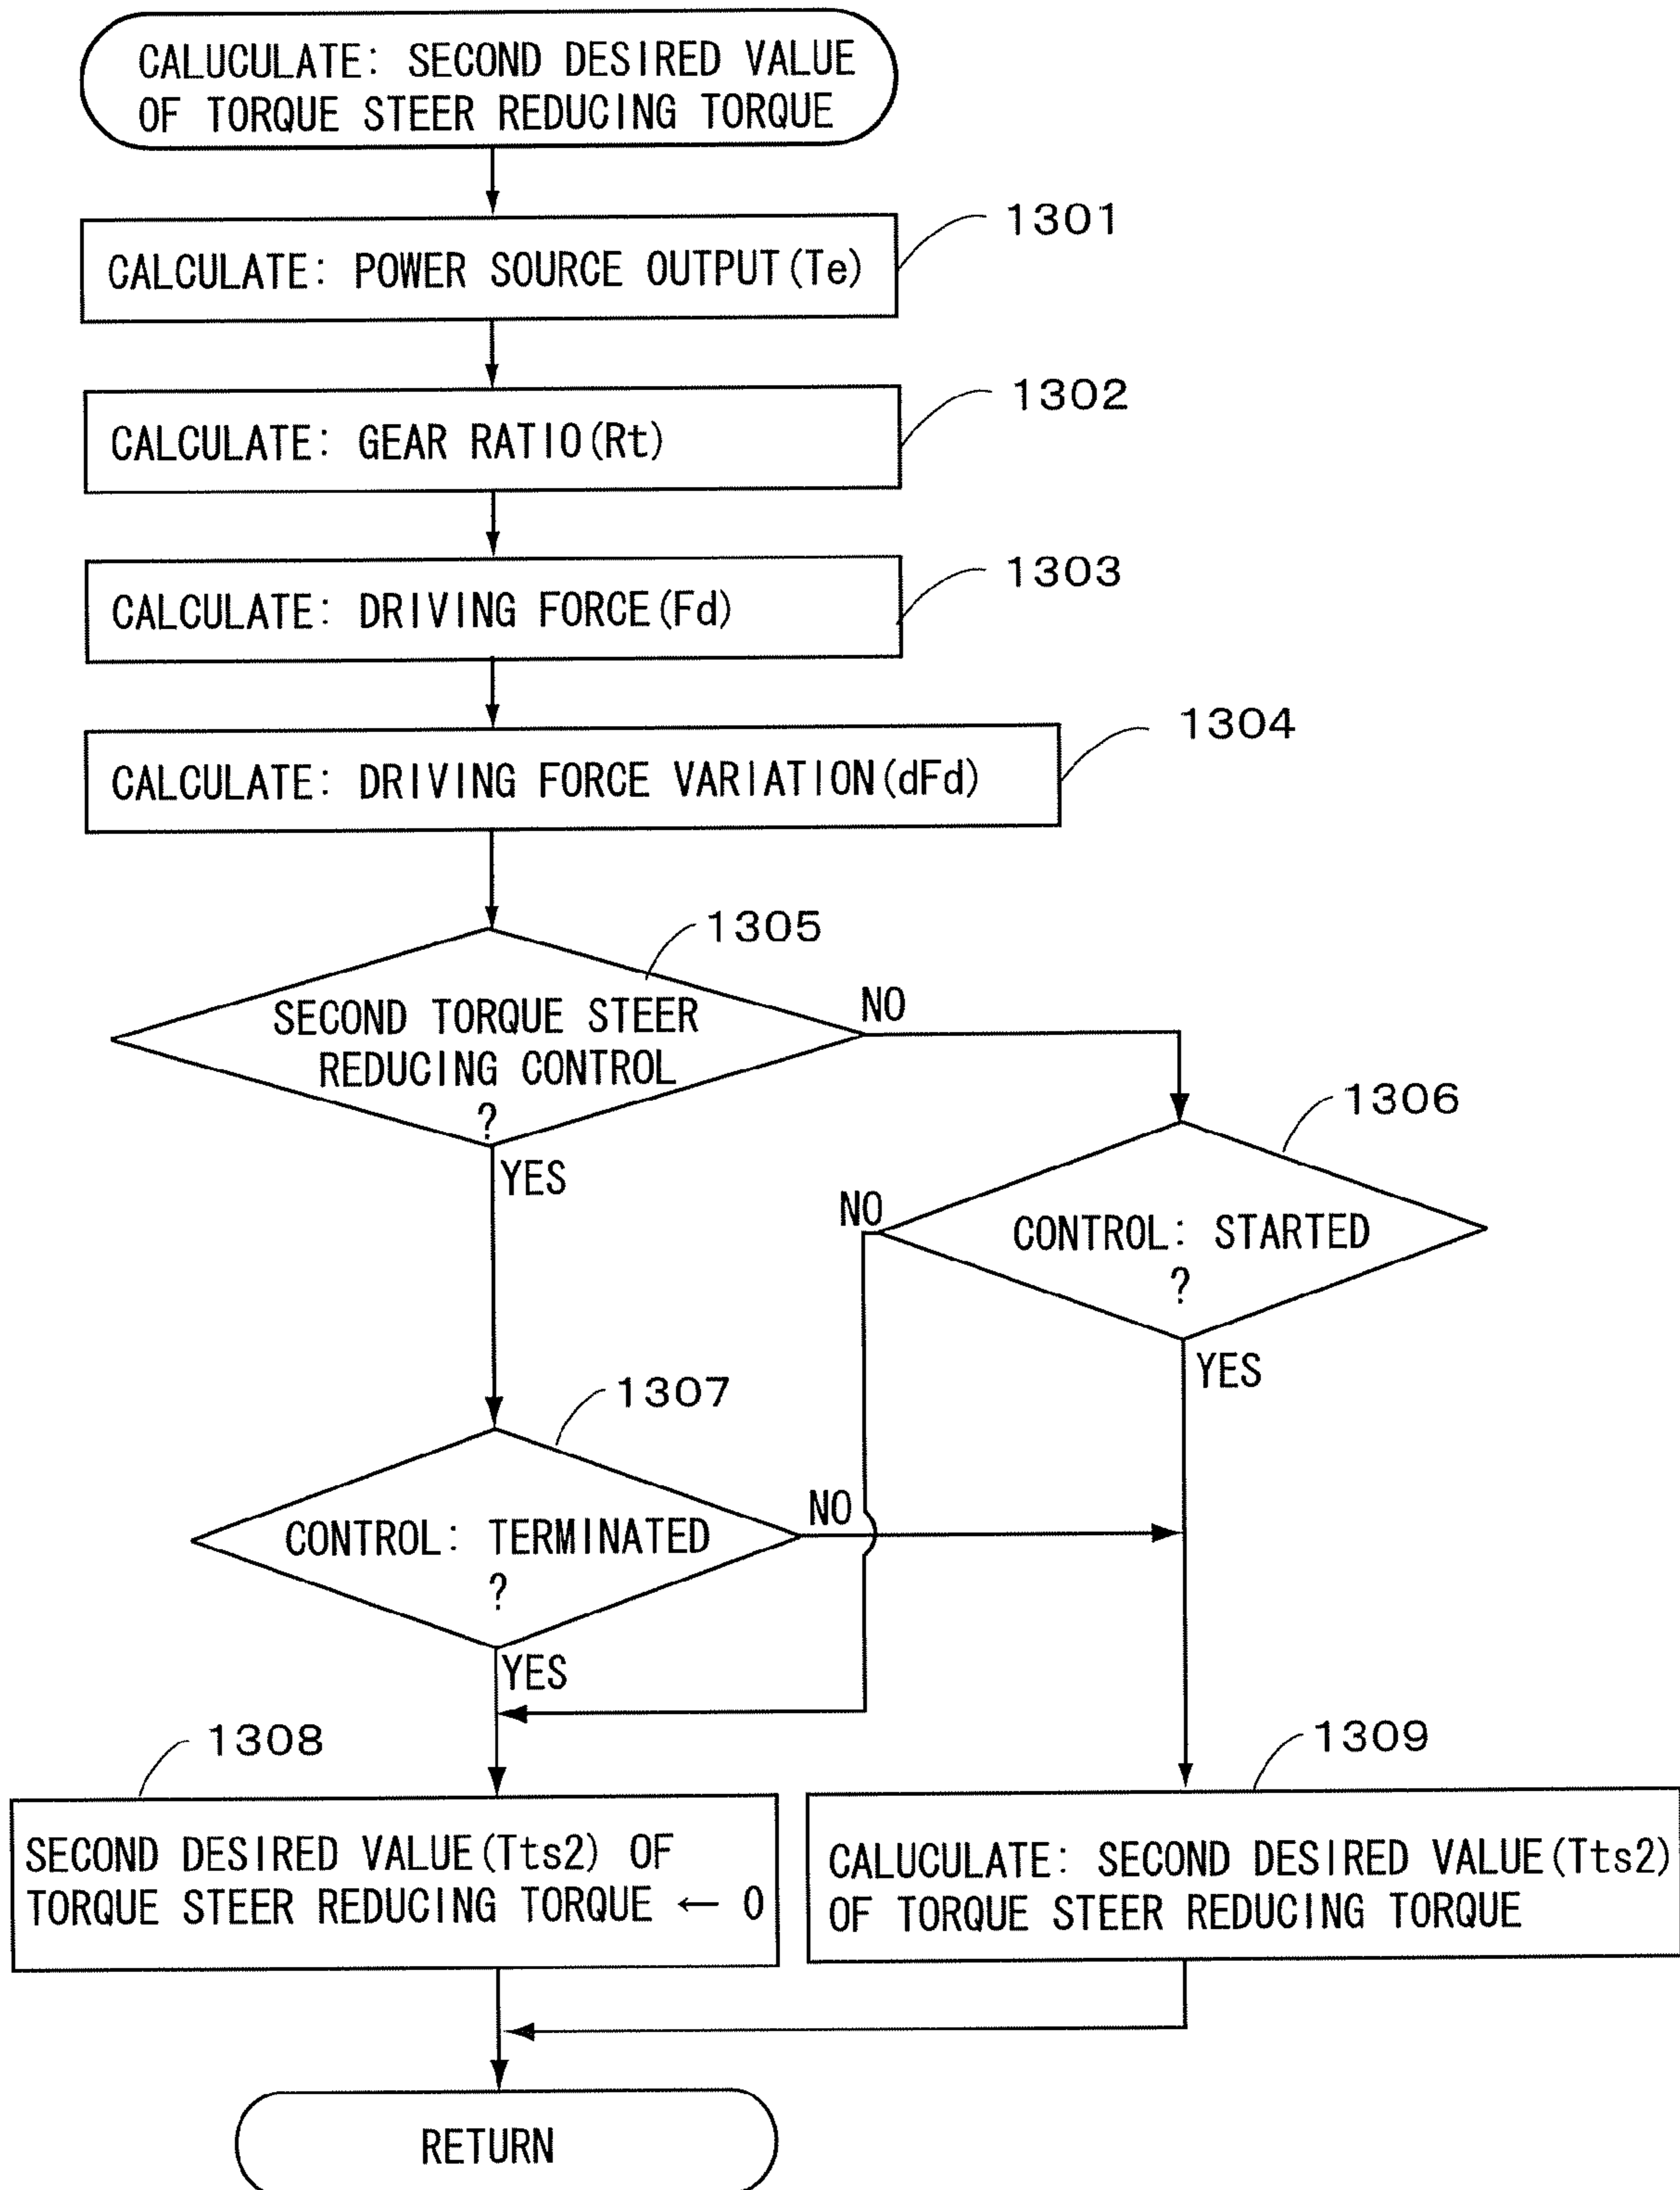 CALUCULATE: SECOND DESIRED VALUE
OF TORQUE STEER REDUCING TORQUE
1301
CALCULATE: POWER SOURCE OUTPUT(Te)
1302
CALCULATE: GEAR RATIO(Rt)
1303
CALCULATE: DRIVING FORCE(Fd)
1304
CALCULATE: DRIVING FORCE VARIATION(dFd)
1305
SECOND TORQUE STEER
REDUCING CONTROL
?
NO
YES
1306
CONTROL: STARTED
?
NO
YES
1307
CONTROL: TERMINATED
?
NO
YES
1308
SECOND DESIRED VALUE(Tts2) OF
TORQUE STEER REDUCING TORQUE ← 0
1309
CALUCULATE: SECOND DESIRED VALUE(Tts2)
OF TORQUE STEER REDUCING TORQUE
RETURN